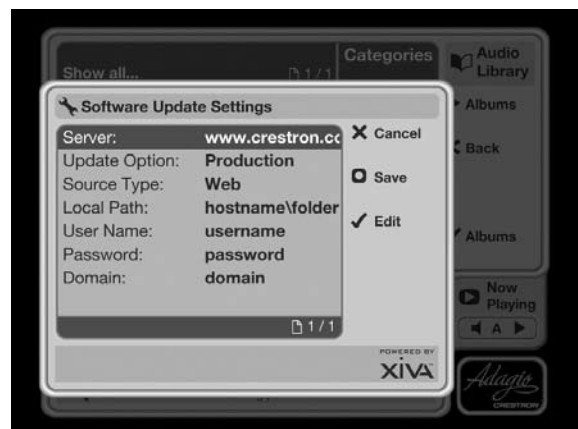 Show all...
1 / 1
Categories
Audio
Library
Albums
Back
Albums
Now
Playing
A
Software Update Settings
Server: www.crestron.cc
Update Option: Production
Source Type: Web
Local Path: hostname\folder
User Name: username
Password: password
Domain: domain
1 / 1
Cancel
Save
Edit
POWERED BY
XIVA
Adagio
CRESTRON